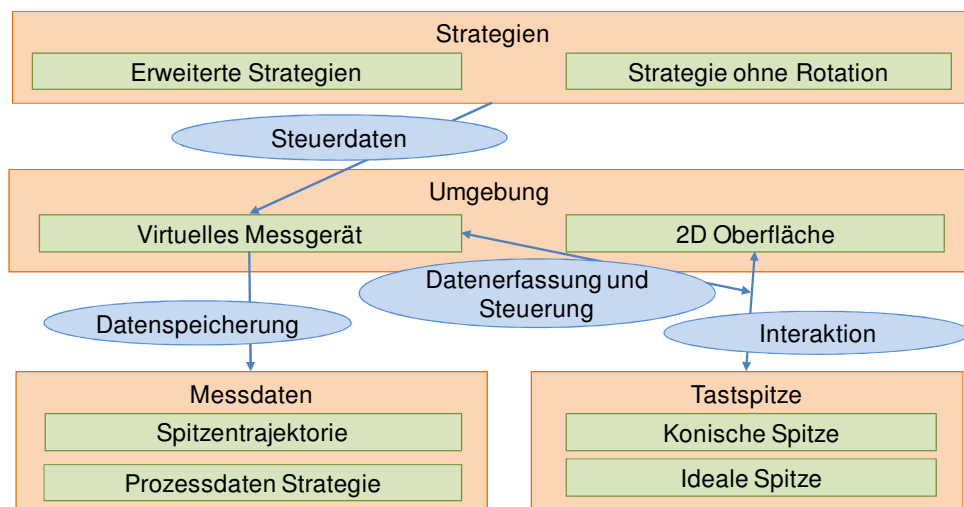 Strategien
Erweiterte Strategien
Strategie ohne Rotation
Steuerdaten
Umgebung
Virtuelles Messgerät
2D Oberfläche
Datenerfassung und
Steuerung
Datenspeicherung
Interaktion
Messdaten
Spitzentrajektorie
Prozessdaten Strategie
Tastspitze
Konische Spitze
Ideale Spitze